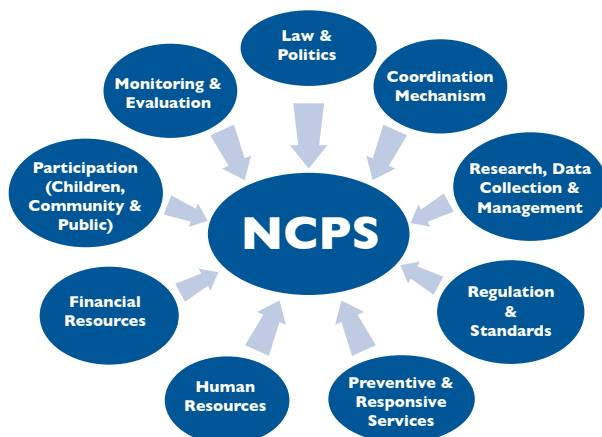 Law &
Politics
Coordination
Mechanism
Research, Data
Collection &
Management
Regulation
&
Standards
Preventive &
Responsive
Services
Human
Resources
Financial
Resources
Participation
(Children,
Community &
Public)
Monitoring &
Evaluation
NCPS